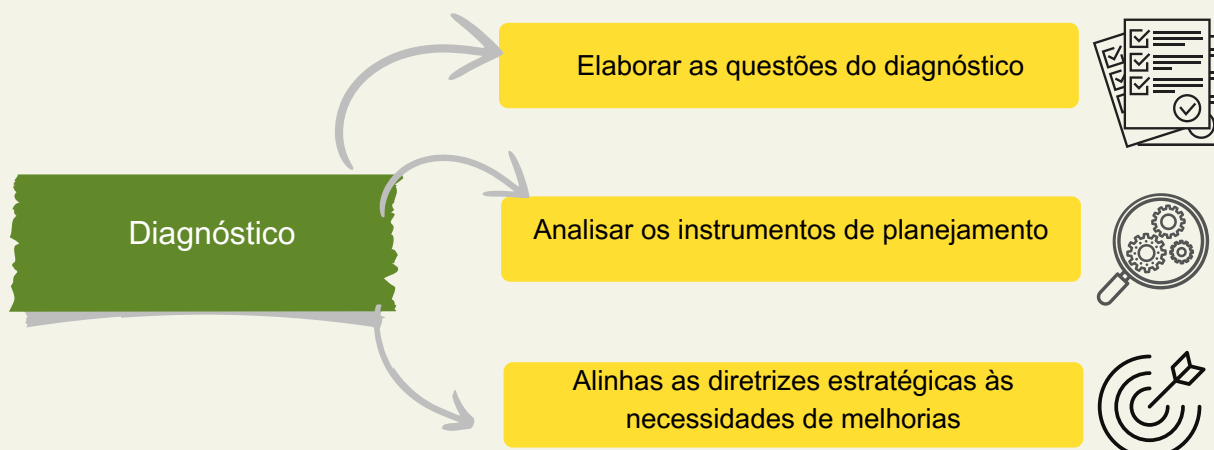 Elaborar as questões do diagnóstico
Diagnóstico
Analisar os instrumentos de planejamento
Alinhas as diretrizes estratégicas às
necessidades de melhorias